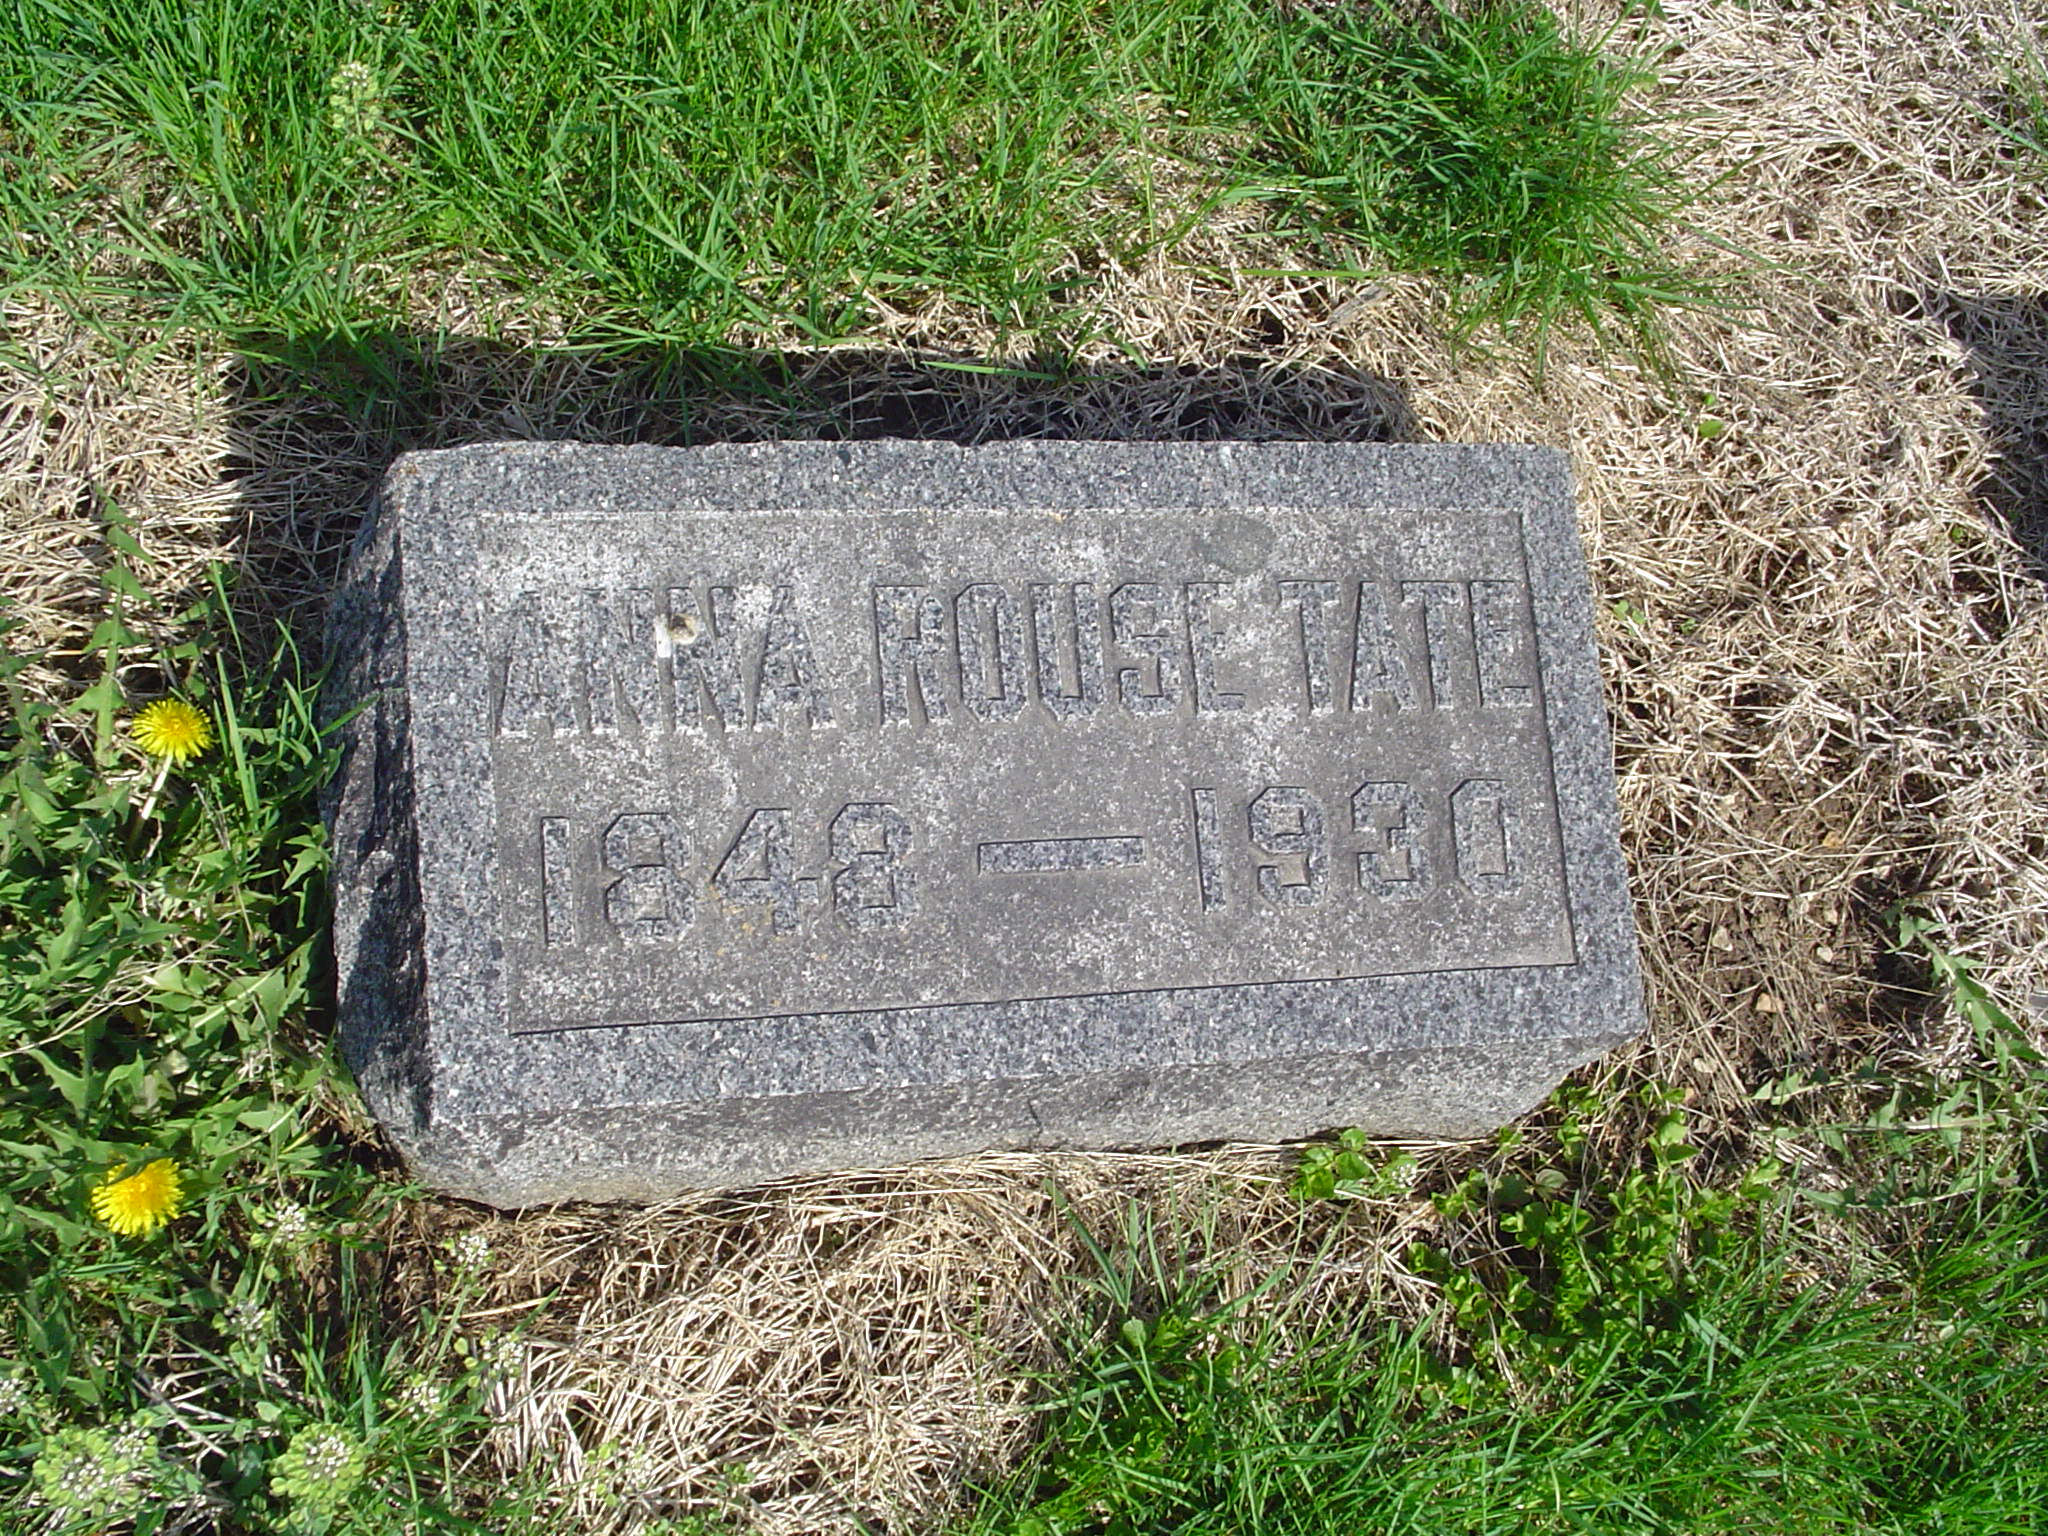 ANNA ROUSE TATE
1848 — 1930